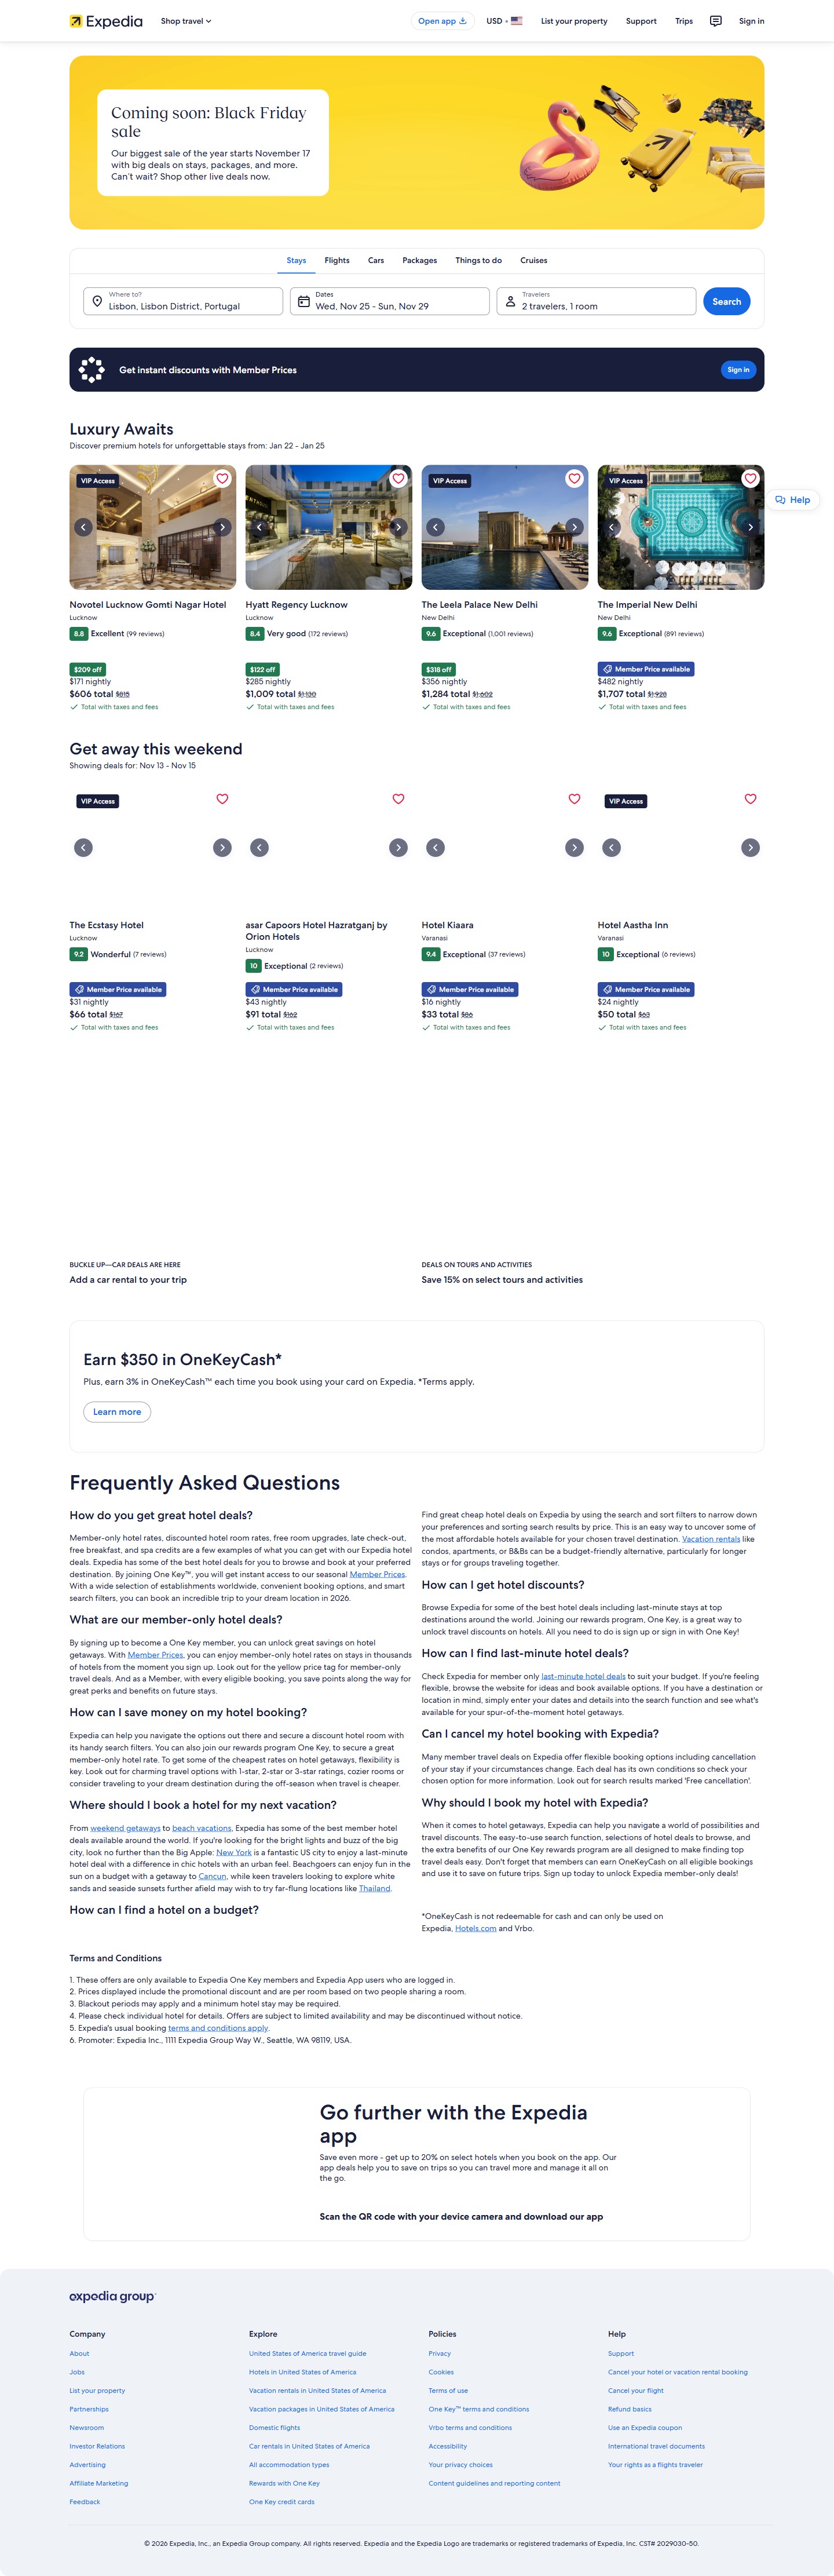 Expedia
Shop travel
Open app
USD
List your property
Support
Trips
Sign in
Coming soon: Black Friday
sale
Our biggest sale of the year starts November 17
with big deals on stays, packages, and more.
Can't wait? Shop other live deals now.
Stays
Flights
Cars
Packages
Things to do
Cruises
Where to?
Lisbon, Lisbon District, Portugal
Dates
Wed, Nov 25 - Sun, Nov 29
Travelers
2 travelers, 1 room
Search
Get instant discounts with Member Prices
Sign in
Luxury Awaits
Discover premium hotels for unforgettable stays from: Jan 22 - Jan 25
Help
VIP Access
Novotel Lucknow Gomti Nagar Hotel
Lucknow
8.8 Excellent (99 reviews)
$209 off
$171 nightly
$606 total $815
Total with taxes and fees
Hyatt Regency Lucknow
Lucknow
8.4 Very good (172 reviews)
$122 off
$285 nightly
$1,009 total $1,130
Total with taxes and fees
VIP Access
The Leela Palace New Delhi
New Delhi
9.6 Exceptional (1,001 reviews)
$318 off
$356 nightly
$1,284 total $1,602
Total with taxes and fees
VIP Access
The Imperial New Delhi
New Delhi
9.6 Exceptional (891 reviews)
Member Price available
$482 nightly
$1,707 total $1,928
Total with taxes and fees
Get away this weekend
Showing deals for: Nov 13 - Nov 15
VIP Access
The Ecstasy Hotel
Lucknow
9.2 Wonderful (7 reviews)
Member Price available
$31 nightly
$66 total $167
Total with taxes and fees
asar Capoors Hotel Hazratganj by
Orion Hotels
Lucknow
10 Exceptional (2 reviews)
Member Price available
$43 nightly
$91 total $162
Total with taxes and fees
Hotel Kiaara
Varanasi
9.4 Exceptional (37 reviews)
Member Price available
$16 nightly
$33 total $86
Total with taxes and fees
VIP Access
Hotel Aastha Inn
Varanasi
10 Exceptional (6 reviews)
Member Price available
$24 nightly
$50 total $63
Total with taxes and fees
BUCKLE UP—CAR DEALS ARE HERE
Add a car rental to your trip
DEALS ON TOURS AND ACTIVITIES
Save 15% on select tours and activities
Earn $350 in OneKeyCash*
Plus, earn 3% in OneKeyCash™ each time you book using your card on Expedia. *Terms apply.
Learn more
Frequently Asked Questions
How do you get great hotel deals?
Member-only hotel rates, discounted hotel room rates, free room upgrades, late check-out,
free breakfast, and spa credits are a few examples of what you can get with our Expedia hotel
deals. Expedia has some of the best hotel deals for you to browse and book at your preferred
destination. By joining One Key™, you will get instant access to our seasonal Member Prices.
With a wide selection of establishments worldwide, convenient booking options, and smart
search filters, you can book an incredible trip to your dream location in 2026.
What are our member-only hotel deals?
By signing up to become a One Key member, you can unlock great savings on hotel
getaways. With Member Prices, you can enjoy member-only hotel rates on stays in thousands
of hotels from the moment you sign up. Look out for the yellow price tag for member-only
travel deals. And as a Member, with every eligible booking, you save points along the way for
great perks and benefits on future stays.
How can I save money on my hotel booking?
Expedia can help you navigate the options out there and secure a discount hotel room with
its handy search filters. You can also join our rewards program One Key, to secure a great
member-only hotel rate. To get some of the cheapest rates on hotel getaways, flexibility is
key. Look out for charming travel options with 1-star, 2-star or 3-star ratings, cozier rooms or
consider traveling to your dream destination during the off-season when travel is cheaper.
Where should I book a hotel for my next vacation?
From weekend getaways to beach vacations, Expedia has some of the best member hotel
deals available around the world. If you're looking for the bright lights and buzz of the big
city, look no further than the Big Apple: New York is a fantastic US city to enjoy a last-minute
hotel deal with a difference in chic hotels with an urban feel. Beachgoers can enjoy fun in the
sun on a budget with a getaway to Cancun, while keen travelers looking to explore white
sands and seaside sunsets further afield may wish to try far-flung locations like Thailand.
How can I find a hotel on a budget?
Find great cheap hotel deals on Expedia by using the search and sort filters to narrow down
your preferences and sorting search results by price. This is an easy way to uncover some of
the most affordable hotels available for your chosen travel destination. Vacation rentals like
condos, apartments, or B&Bs can be a budget-friendly alternative, particularly for longer
stays or for groups traveling together.
How can I get hotel discounts?
Browse Expedia for some of the best hotel deals including last-minute stays at top
destinations around the world. Joining our rewards program, One Key, is a great way to
unlock travel discounts on hotels. All you need to do is sign up or sign in with One Key!
How can I find last-minute hotel deals?
Check Expedia for member only last-minute hotel deals to suit your budget. If you're feeling
flexible, browse the website for ideas and book available options. If you have a destination or
location in mind, simply enter your dates and details into the search function and see what's
available for your spur-of-the-moment hotel getaways.
Can I cancel my hotel booking with Expedia?
Many member travel deals on Expedia offer flexible booking options including cancellation
of your stay if your circumstances change. Each deal has its own conditions so check your
chosen option for more information. Look out for search results marked 'Free cancellation'.
Why should I book my hotel with Expedia?
When it comes to hotel getaways, Expedia can help you navigate a world of possibilities and
travel discounts. The easy-to-use search function, selections of hotel deals to browse, and
the extra benefits of our One Key rewards program are all designed to make finding top
travel deals easy. Don't forget that members can earn OneKeyCash on all eligible bookings
and use it to save on future trips. Sign up today to unlock Expedia member-only deals!
*OneKeyCash is not redeemable for cash and can only be used on
Expedia, Hotels.com and Vrbo.
Terms and Conditions
1. These offers are only available to Expedia One Key members and Expedia App users who are logged in.
2. Prices displayed include the promotional discount and are per room based on two people sharing a room.
3. Blackout periods may apply and a minimum hotel stay may be required.
4. Please check individual hotel for details. Offers are subject to limited availability and may be discontinued without notice.
5. Expedia's usual booking terms and conditions apply.
6. Promoter: Expedia Inc., 1111 Expedia Group Way W., Seattle, WA 98119, USA.
Go further with the Expedia
app
Save even more - get up to 20% on select hotels when you book on the app. Our
app deals help you to save on trips so you can travel more and manage it all on
the go.
Scan the QR code with your device camera and download our app
expedia group
Company
About
Jobs
List your property
Partnerships
Newsroom
Investor Relations
Advertising
Affiliate Marketing
Feedback
Explore
United States of America travel guide
Hotels in United States of America
Vacation rentals in United States of America
Vacation packages in United States of America
Domestic flights
Car rentals in United States of America
All accommodation types
Rewards with One Key
One Key credit cards
Policies
Privacy
Cookies
Terms of use
One Key™ terms and conditions
Vrbo terms and conditions
Accessibility
Your privacy choices
Content guidelines and reporting content
Help
Support
Cancel your hotel or vacation rental booking
Cancel your flight
Refund basics
Use an Expedia coupon
International travel documents
Your rights as a flights traveler
© 2026 Expedia, Inc., an Expedia Group company. All rights reserved. Expedia and the Expedia Logo are trademarks or registered trademarks of Expedia, Inc. CST# 2029030-50.